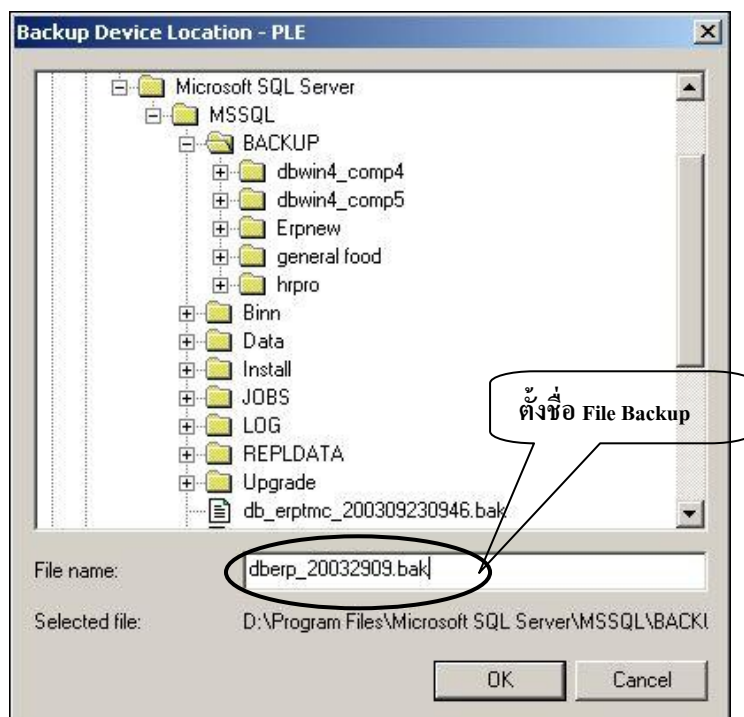 Backup Device Location - PLE
Microsoft SQL Server
MSSQL
BACKUP
dbwin4_comp4
dbwin4_comp5
Erpnew
general food
hrpro
Binn
Data
Install
JOBS
LOG
REPLDATA
Upgrade
db_erptmc_200309230946.bak
ตั้งชื่อ File Backup
File name:
dberp_20032909.bak
Selected file:
D:\Program Files\Microsoft SQL Server\MSSQL\BACKU
OK
Cancel